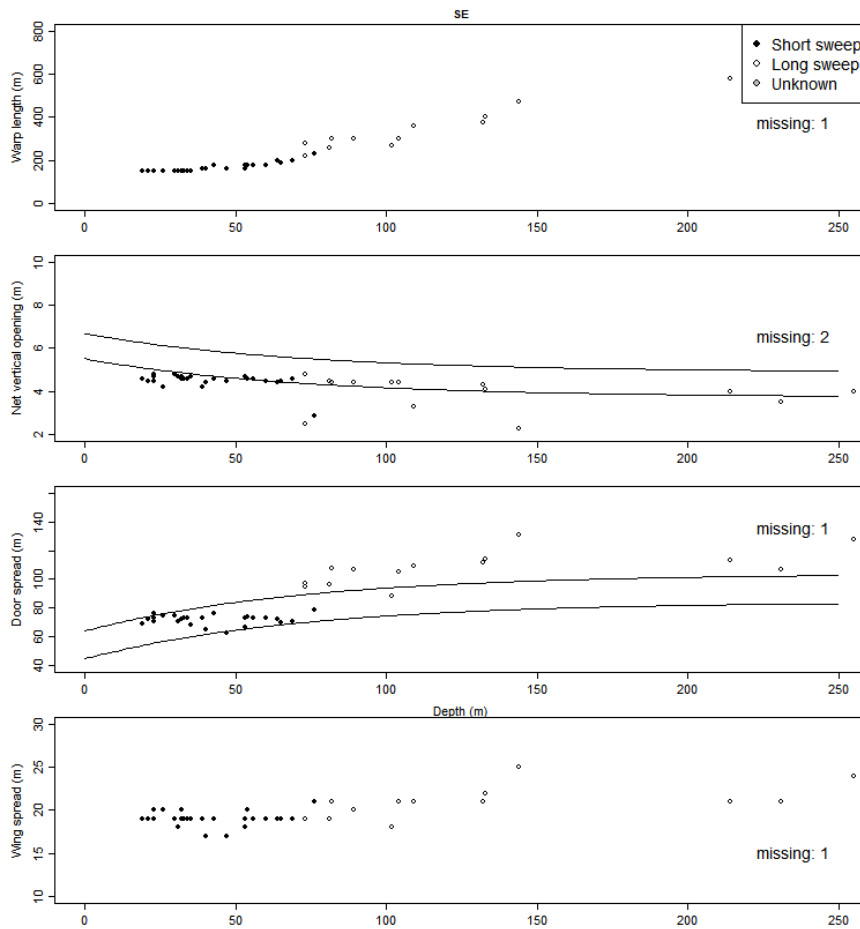 SE
Warp length (m)
800
600
400
200
0
Short sweep
Long sweep
Unknown
missing: 1
0 50 100 150 200 250
Net vertical opening (m)
10
8
6
4
2
missing: 2
0 50 100 150 200 250
Door spread (m)
140
100
80
60
40
missing: 1
0 50 100 150 200 250
Depth (m)
Wing spread (m)
30
25
20
15
10
missing: 1
0 50 100 150 200 250